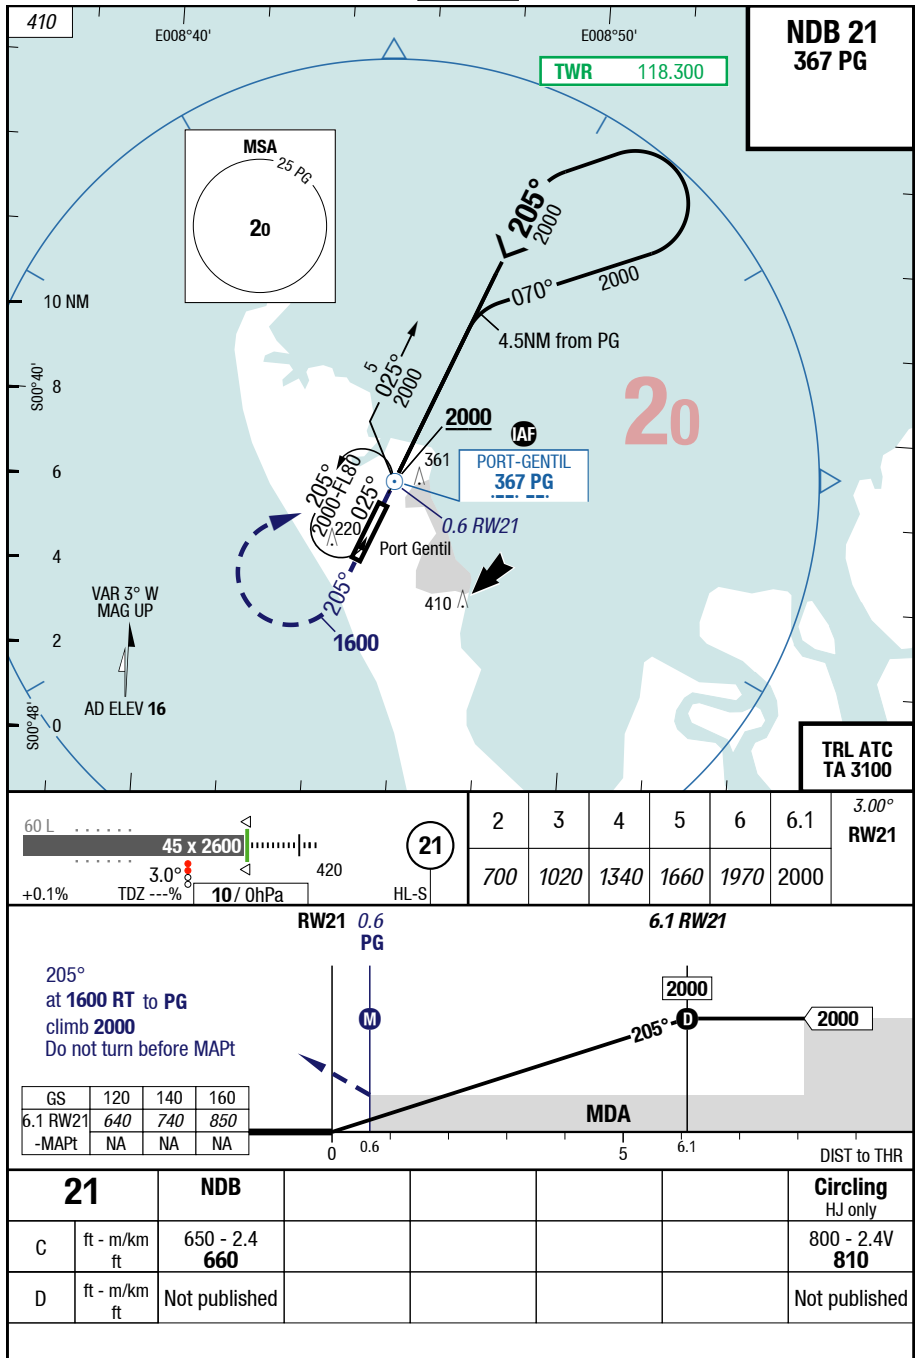 410
E008°40'
E008°50'
NDB 21
367 PG
TWR 118.300
MSA
25 PG
20
205°
2000
070°
2000
4.5NM from PG
10 NM
S00°40'
8
6
4
2
0
S00°48'
5
025°
2000
2000
IAF
20
PORT-GENTIL
367 PG
361
205°
2000-FL80
025°
220
0.6 RW21
Port Gentil
410
205°
1600
VAR 3° W
MAG UP
AD ELEV 16
TRL ATC
TA 3100
60 L
45 x 2600
3.0°
420
+0.1% TDZ ---% 10/ 0hPa HL-S
21
2 3 4 5 6 6.1 3.00°
RW21
700 1020 1340 1660 1970 2000
RW21 0.6 6.1 RW21
PG
205°
at 1600 RT to PG
climb 2000
Do not turn before MAPt
M
2000
D
205°
2000
MDA
GS 120 140 160
6.1 RW21 640 740 850
-MAPt NA NA NA
0 0.6 5 6.1 DIST to THR
21 NDB Circling
HJ only
C ft - m/km 650 - 2.4 800 - 2.4V
ft 660 810
D ft - m/km Not published Not published
ft